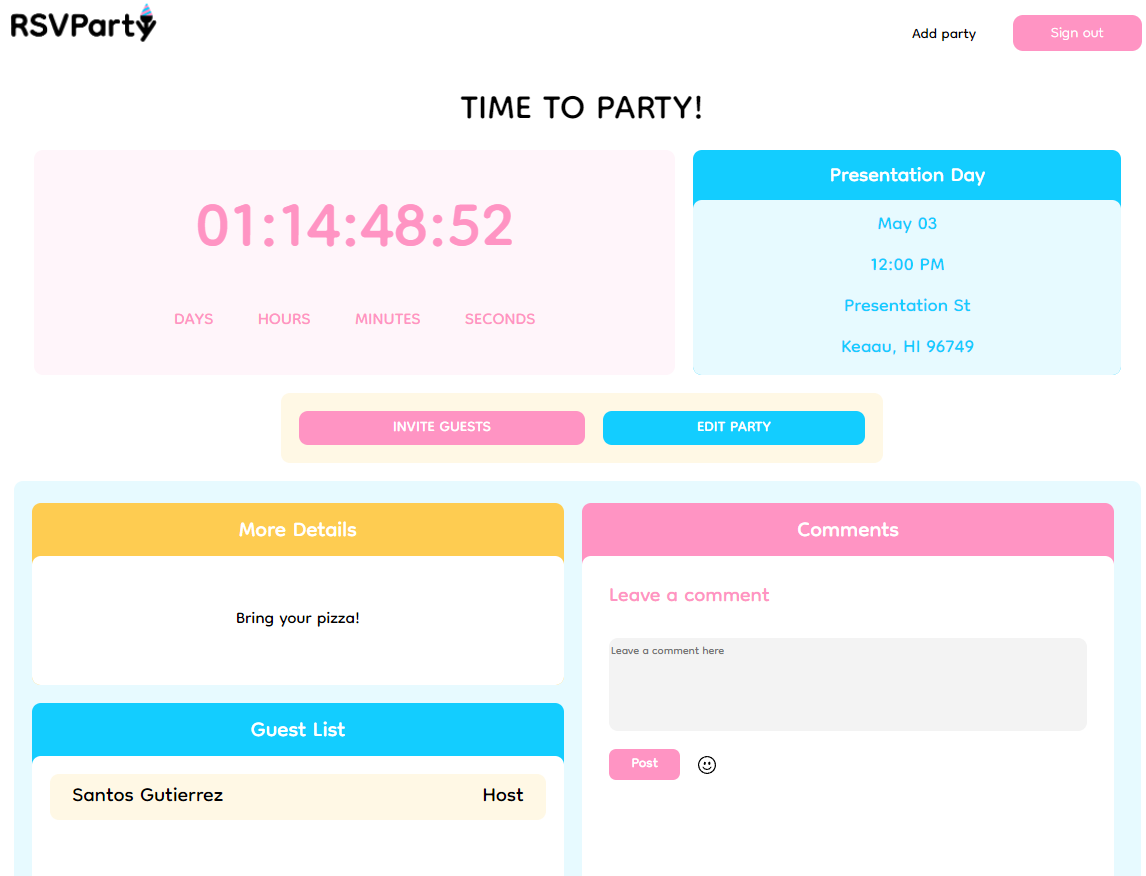 RSVParty
Add party
Sign out
TIME TO PARTY!
01:14:48:52
DAYS HOURS MINUTES SECONDS
Presentation Day
May 03
12:00 PM
Presentation St
Keaau, HI 96749
INVITE GUESTS
EDIT PARTY
More Details
Bring your pizza!
Guest List
Santos Gutierrez Host
Comments
Leave a comment
Leave a comment here
Post